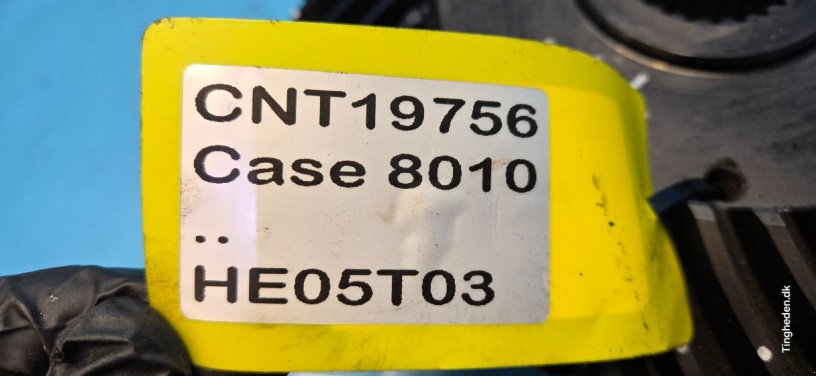 CNT19756
Case 8010
..
HE05T03
Tingheden.dk